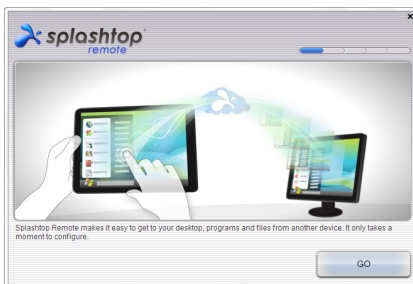 splashtop
remote
Splashtop Remote makes it easy to get to your desktop, programs and files from another device. It only takes a
moment to configure.
GO